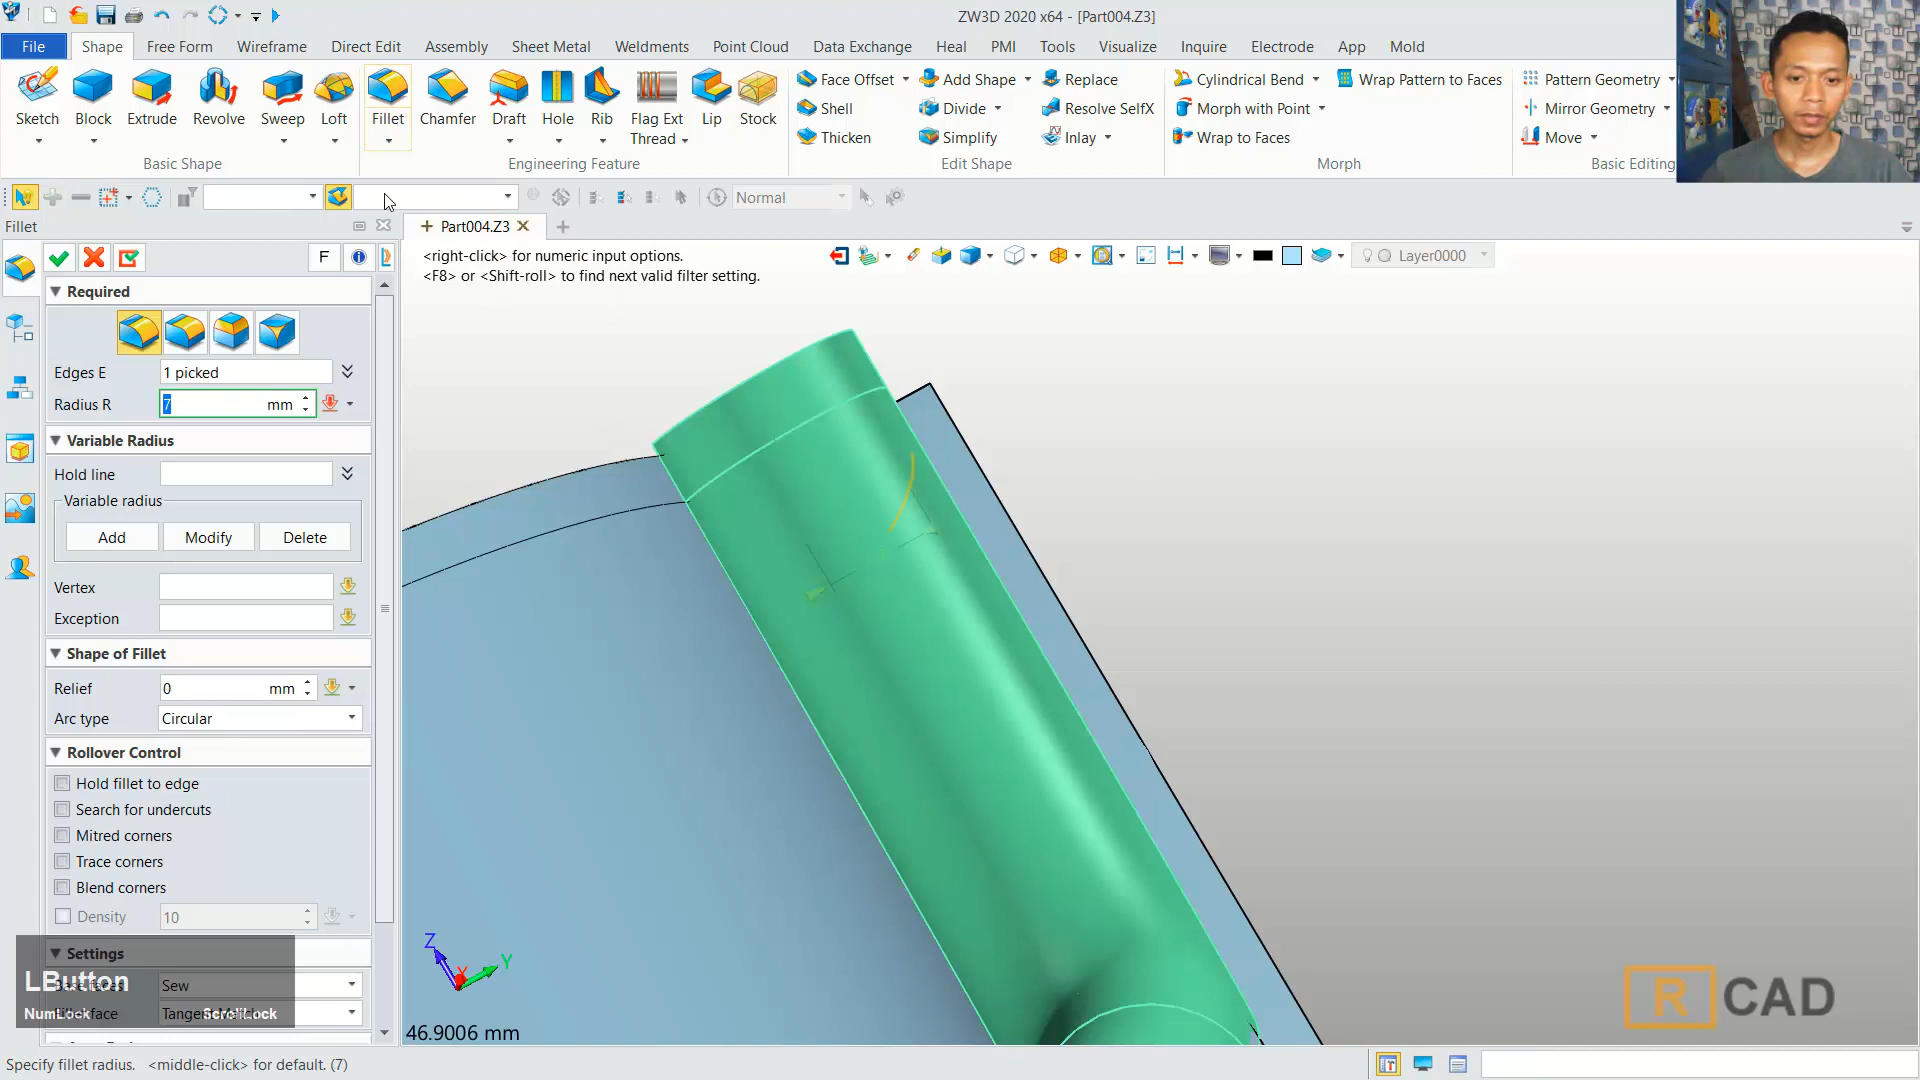 ZW3D 2020 x64 - [Part004.Z3]
File Shape Free Form Wireframe Direct Edit Assembly Sheet Metal Weldments Point Cloud Data Exchange Heal PMI Tools Visualize Inquire Electrode App Mold
Sketch Block Extrude Revolve Sweep Loft Fillet Chamfer Draft Hole Rib Flag Ext Thread Lip Stock
Face Offset Add Shape Replace Cylindrical Bend Wrap Pattern to Faces Pattern Geometry
Shell Divide Resolve SelfX Morph with Point Mirror Geometry
Thicken Simplify Inlay Wrap to Faces Move
Basic Shape Engineering Feature Edit Shape Morph Basic Editing
Normal
Fillet
Part004.Z3
F
<right-click> for numeric input options.
<F8> or <Shift-roll> to find next valid filter setting.
Layer0000
Required
Edges E 1 picked
Radius R 7 mm
Variable Radius
Hold line
Variable radius
Add Modify Delete
Vertex
Exception
Shape of Fillet
Relief 0 mm
Arc type Circular
Rollover Control
Hold fillet to edge
Search for undercuts
Mitred corners
Trace corners
Blend corners
Density 10
Settings
LButton
Sew
NumLock ScrollLock
Z
Y
X
46.9006 mm
R CAD
Specify fillet radius. <middle-click> for default. (7)